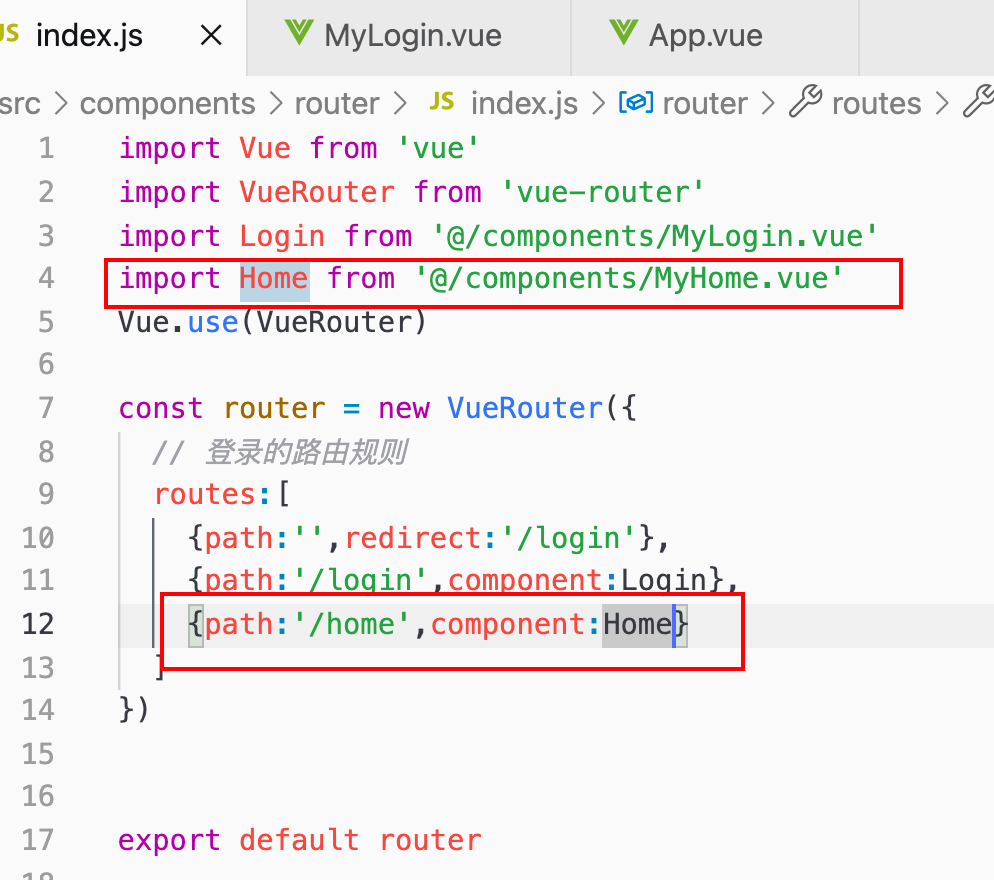 JS index.js × MyLogin.vue App.vue
src > components > router > JS index.js > router > routes >
1 import Vue from 'vue'
2 import VueRouter from 'vue-router'
3 import Login from '@/components/MyLogin.vue'
4 import Home from '@/components/MyHome.vue'
5 Vue.use(VueRouter)
6
7 const router = new VueRouter({
8 // 登录的路由规则
9 routes:[
10 {path:'',redirect:'/login'},
11 {path:'/login',component:Login},
12 {path:'/home',component:Home}
13 ]
14 })
15
16
17 export default router
18